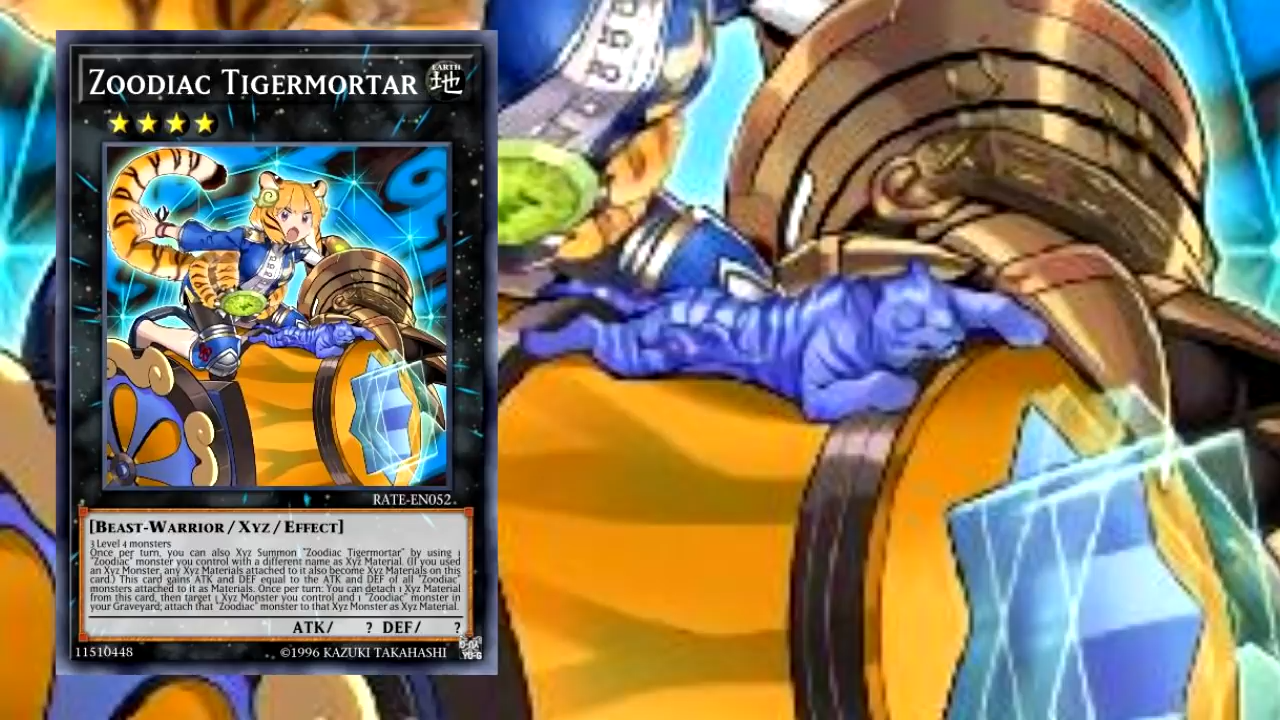 ZOODIAC TIGERMORTAR
EARTH
地
RATE-EN052
[BEAST-WARRIOR / XYZ / EFFECT]
3 Level 4 monsters
Once per turn, you can also Xyz Summon "Zoodiac Tigermortar" by using 1
"Zoodiac" monster you control with a different name as Xyz Material. (If you used
an Xyz Monster, any Xyz Materials attached to it also become Xyz Materials on this
card.) This card gains ATK and DEF equal to the ATK and DEF of all "Zoodiac"
monsters attached to it as Materials. Once per turn: You can detach 1 Xyz Material
from this card, then target 1 Xyz Monster you control and 1 "Zoodiac" monster in
your Graveyard; attach that "Zoodiac" monster to that Xyz Monster as Xyz Material.
ATK/ ? DEF/ ?
11510448
©1996 KAZUKI TAKAHASHI